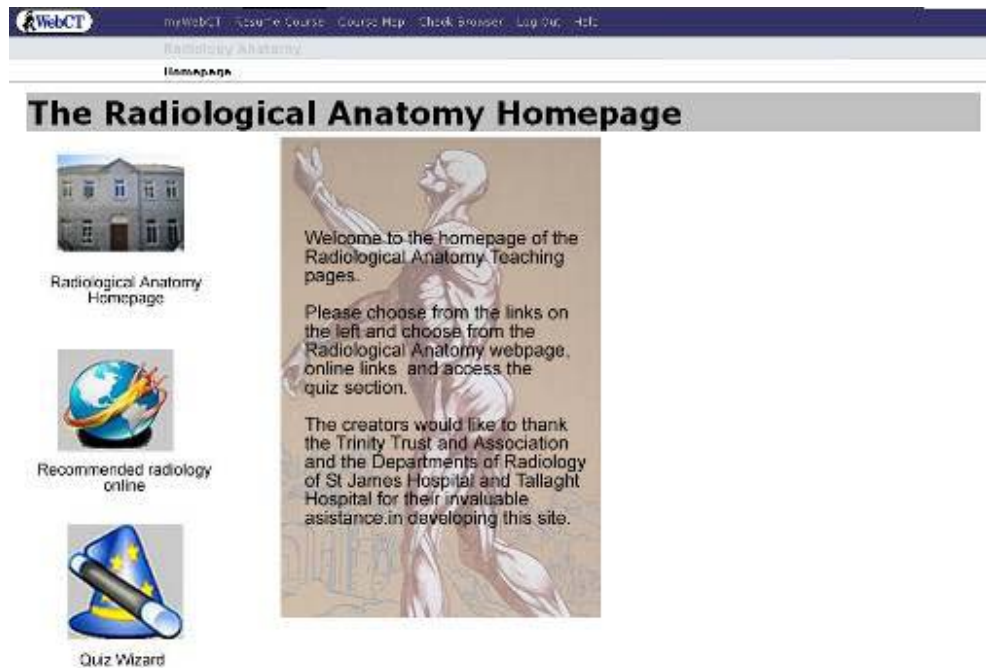 WebCT
myWebCT Resume Course Course Map Check Browser Log Out Help
Radiology Anatomy
Homepage
The Radiological Anatomy Homepage
Radiological Anatomy
Homepage
Recommended radiology
online
Quiz Wizard
Welcome to the homepage of the
Radiological Anatomy Teaching
pages.
Please choose from the links on
the left and choose from the
Radiological Anatomy webpage,
online links and access the
quiz section.
The creators would like to thank
the Trinity Trust and Association
and the Departments of Radiology
of St James Hospital and Tallaght
Hospital for their invaluable
asistance.in developing this site.